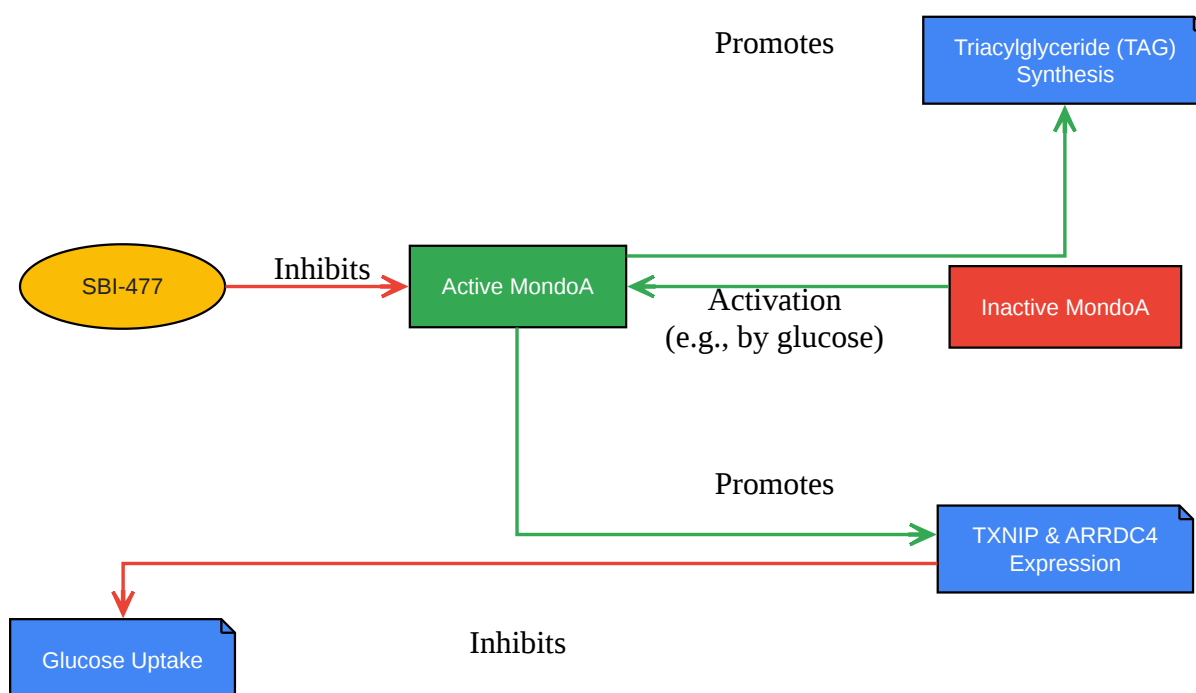 Promotes
Triacylglyceride (TAG)
Synthesis
SBI-477
Inhibits
Active MondoA
Activation
(e.g., by glucose)
Inactive MondoA
Promotes
TXNIP & ARRDC4
Expression
Inhibits
Glucose Uptake